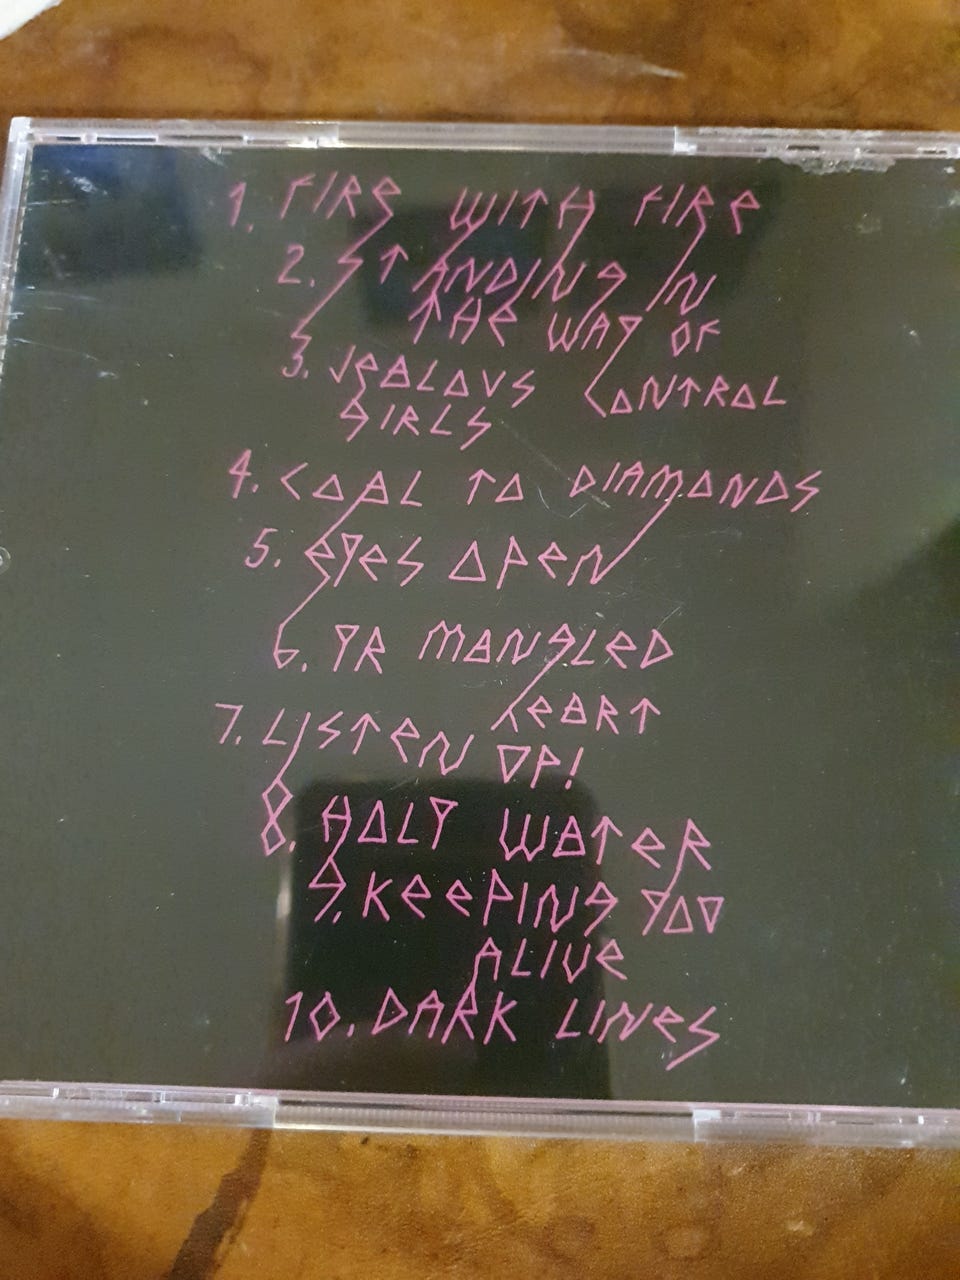 1. FIRE WITH FIRE
2. STANDING IN
THE WAY OF
CONTROL
3. JEALOUS
GIRLS
4. COAL TO DIAMONDS
5. EYES OPEN
6. YR MANGLED
HEART
7. LISTEN UP!
8. HOLY WATER
9. KEEPING YOU
ALIVE
10. DARK LINES